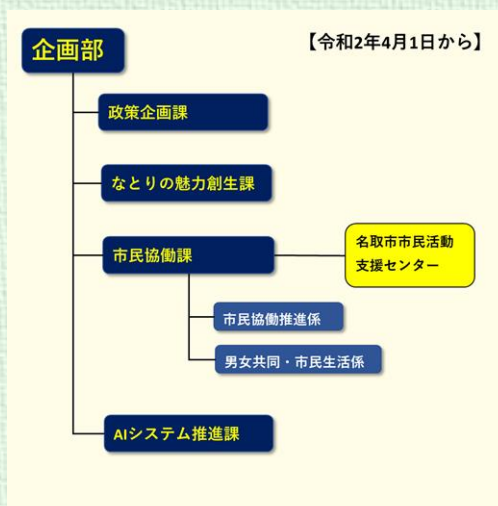 企画部
【令和2年4月1日から】
政策企画課
なとりの魅力創生課
市民協働課
名取市市民活動
支援センター
市民協働推進係
男女共同・市民生活係
AIシステム推進課